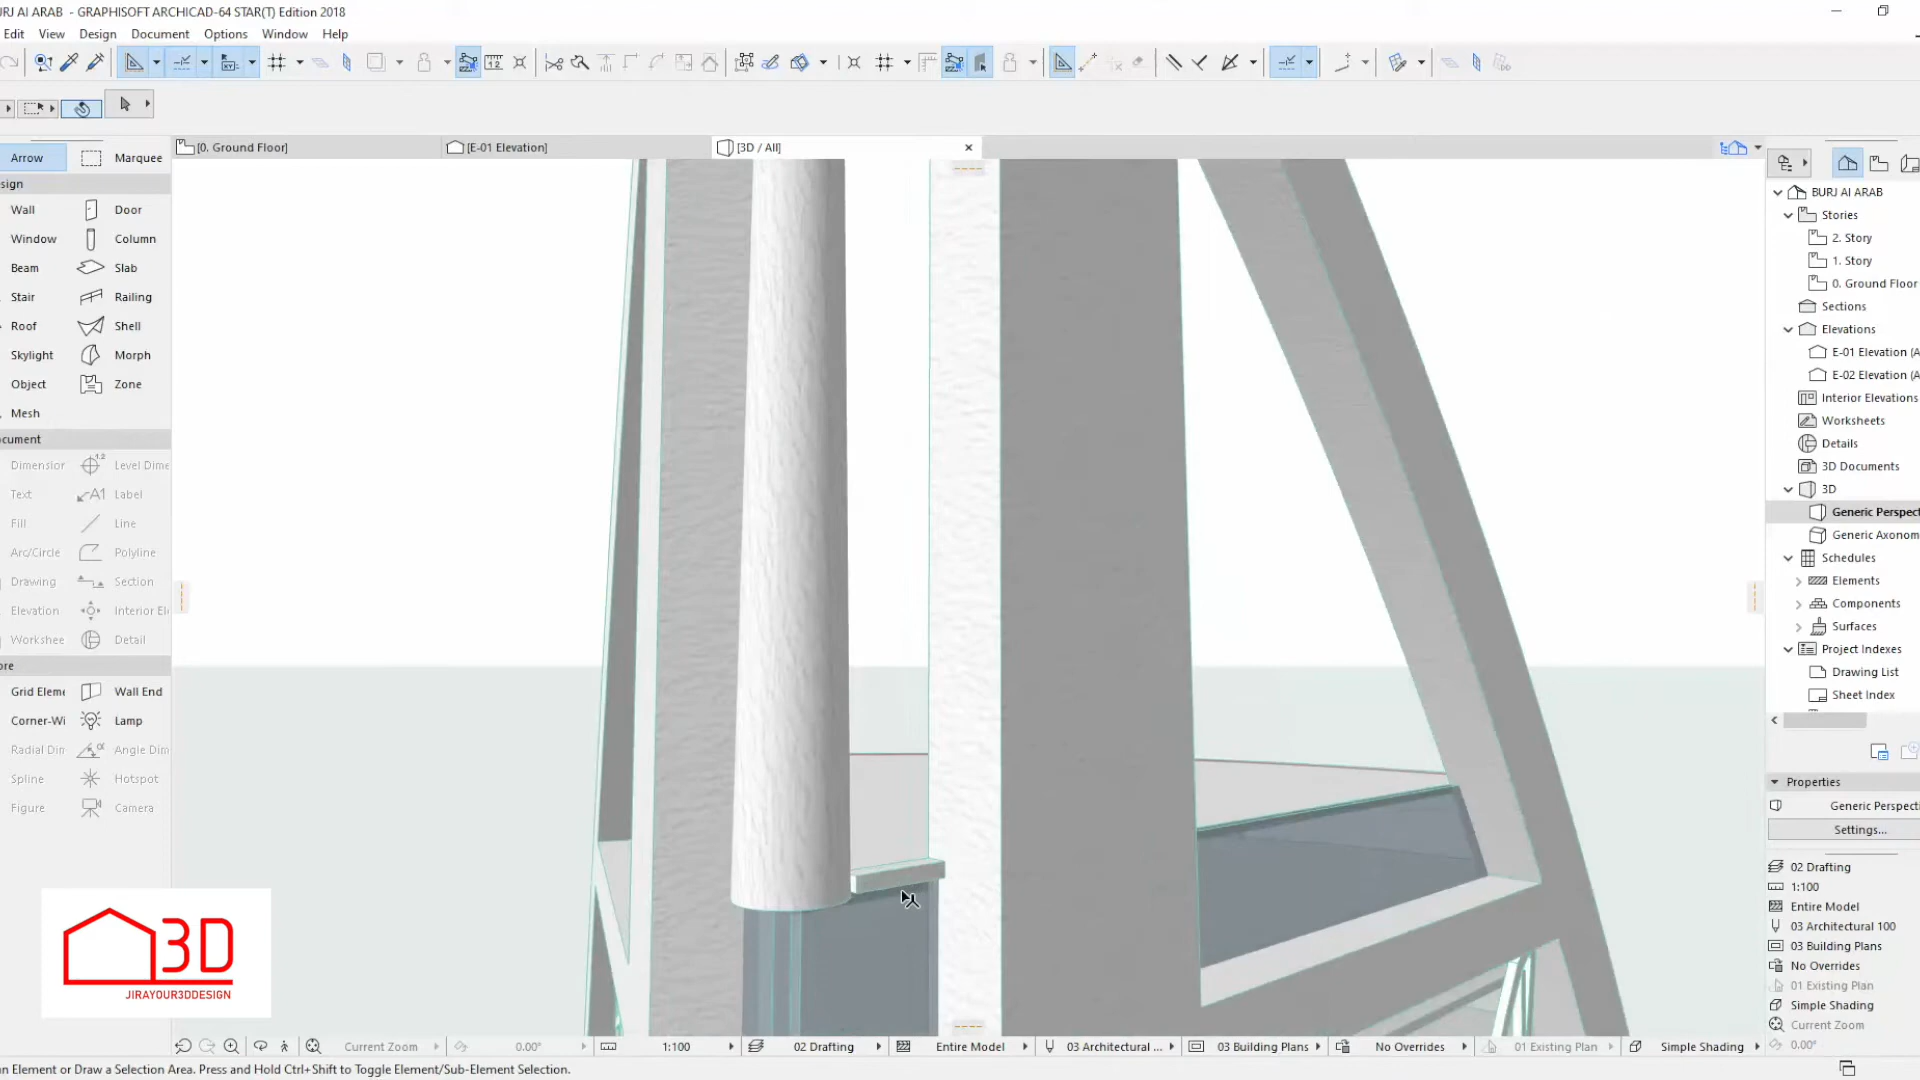 URJ Al ARAB - GRAPHISOFT ARCHICAD-64 STAR(T) Edition 2018
Edit View Design Document Options Window Help
[0. Ground Floor] [E-01 Elevation] [3D / All]
Arrow Marquee
sign
Wall Door
Window Column
Beam Slab
Stair Railing
Roof Shell
Skylight Morph
Object Zone
Mesh
cument
Dimension Level Dime
Text Label
Fill Line
Arc/Circle Polyline
Drawing Section
Elevation Interior El
Workshee Detail
ore
Grid Eleme Wall End
Corner-Wi Lamp
Radial Din Angle Dim
Spline Hotspot
Figure Camera
BURJ Al ARAB
Stories
2. Story
1. Story
0. Ground Floor
Sections
Elevations
E-01 Elevation (A
E-02 Elevation (A
Interior Elevations
Worksheets
Details
3D Documents
3D
Generic Perspect
Generic Axonom
Schedules
Elements
Components
Surfaces
Project Indexes
Drawing List
Sheet Index
Properties
Generic Perspecti
Settings...
02 Drafting
1:100
Entire Model
03 Architectural 100
03 Building Plans
No Overrides
01 Existing Plan
Simple Shading
Current Zoom
0.00°
3D
JIRAYOUR3DDESIGN
Current Zoom 0.00° 1:100 02 Drafting Entire Model 03 Architectural ... 03 Building Plans No Overrides 01 Existing Plan Simple Shading
n Element or Draw a Selection Area. Press and Hold Ctrl+Shift to Toggle Element/Sub-Element Selection.